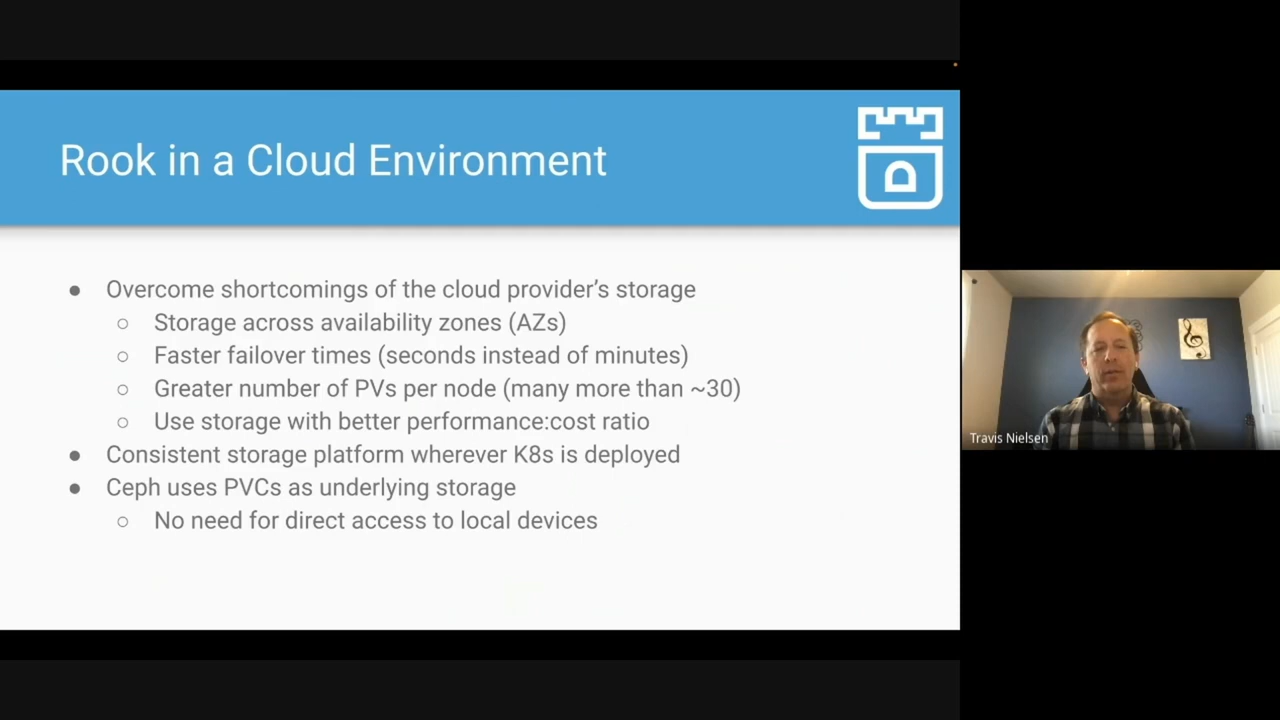 Rook in a Cloud Environment
● Overcome shortcomings of the cloud provider’s storage
○ Storage across availability zones (AZs)
○ Faster failover times (seconds instead of minutes)
○ Greater number of PVs per node (many more than ~30)
○ Use storage with better performance:cost ratio
● Consistent storage platform wherever K8s is deployed
● Ceph uses PVCs as underlying storage
○ No need for direct access to local devices
Travis Nielsen